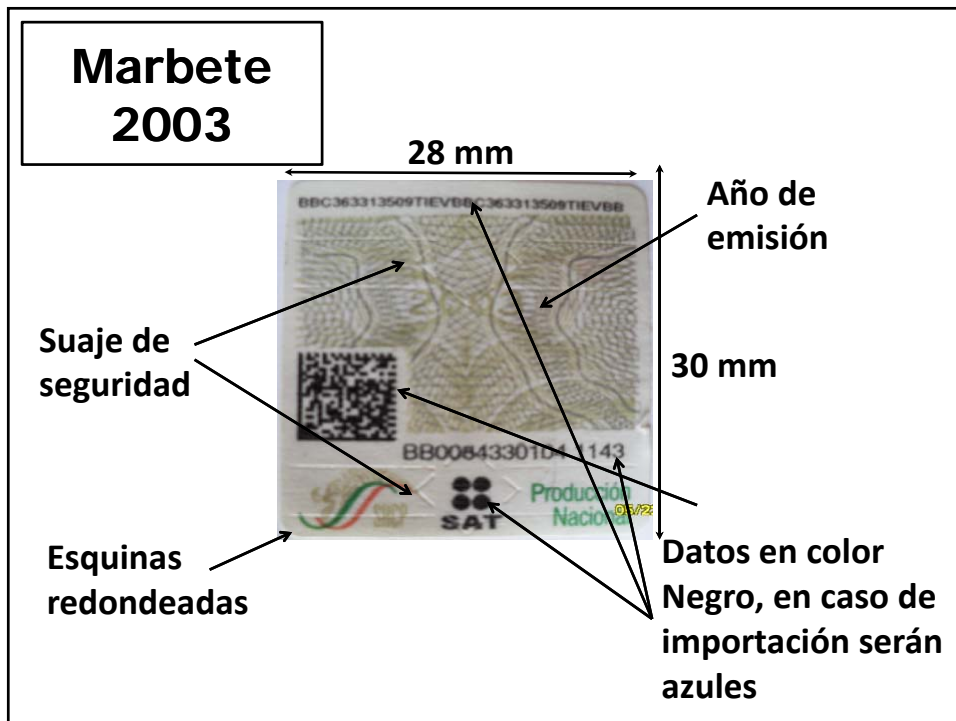 Marbete
2003
28 mm
BBC363313509TIEVBBC363313509TIEVBB
Año de
emisión
Suaje de
seguridad
30 mm
BB0064330104 1143
Producción
Nacional
SAT
Esquinas
redondeadas
Datos en color
Negro, en caso de
importación serán
azules